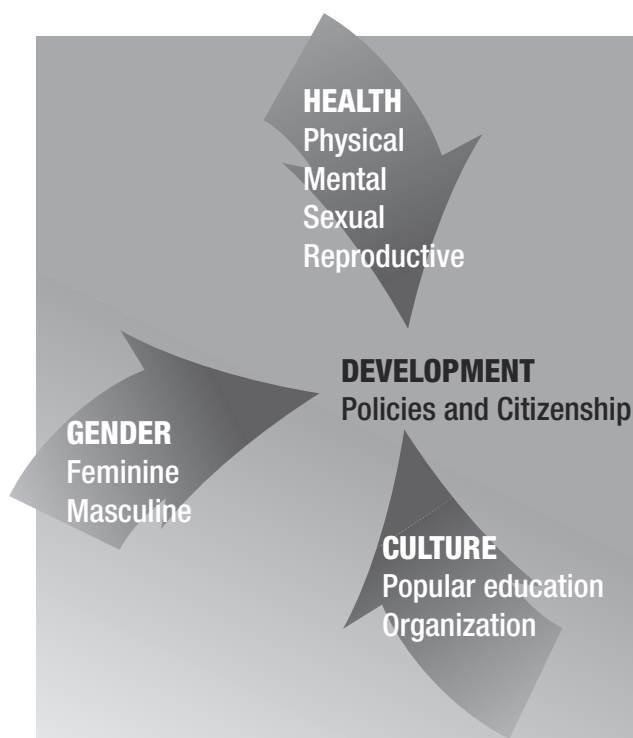 HEALTH
Physical
Mental
Sexual
Reproductive
DEVELOPMENT
Policies and Citizenship
GENDER
Feminine
Masculine
CULTURE
Popular education
Organization